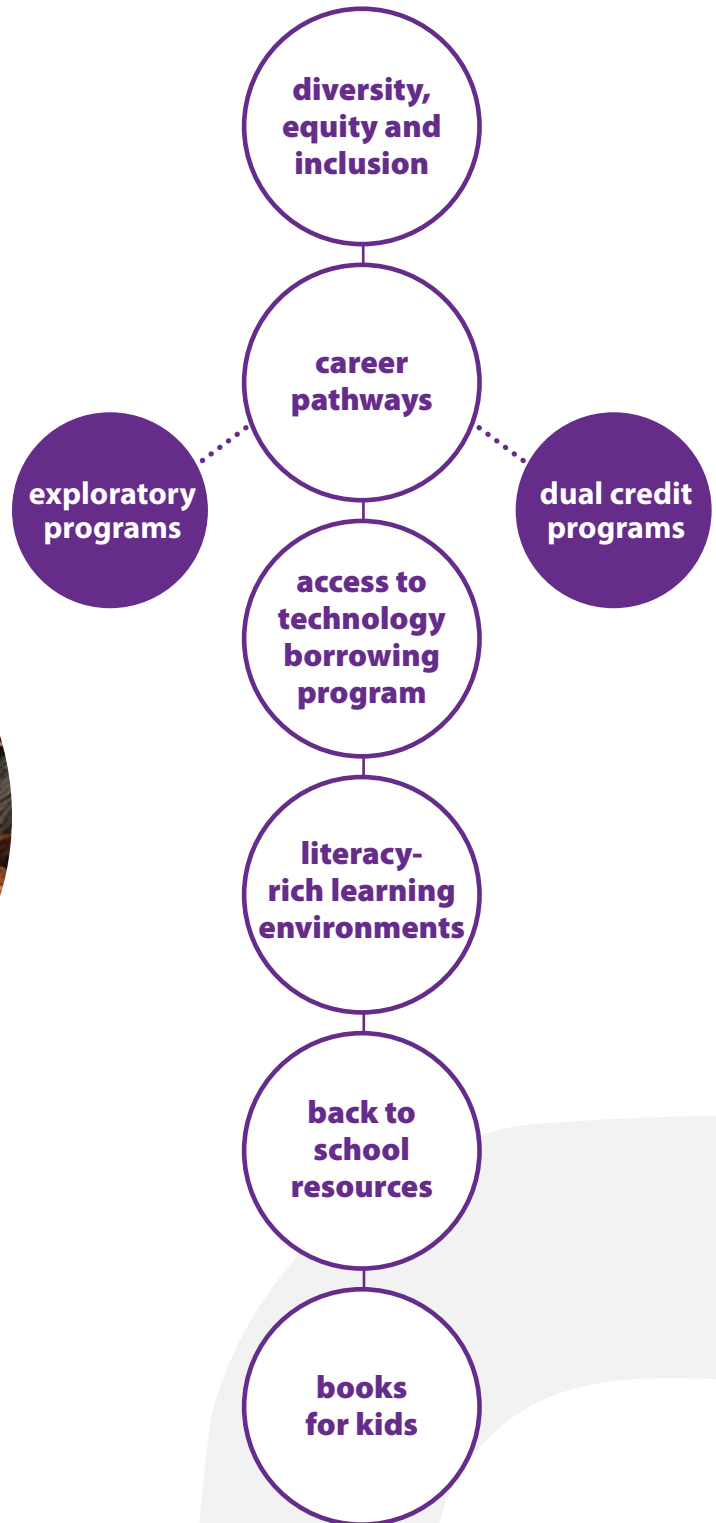 diversity,
equity and
inclusion
career
pathways
exploratory
programs
dual credit
programs
access to
technology
borrowing
program
literacy-
rich learning
environments
back to
school
resources
books
for kids